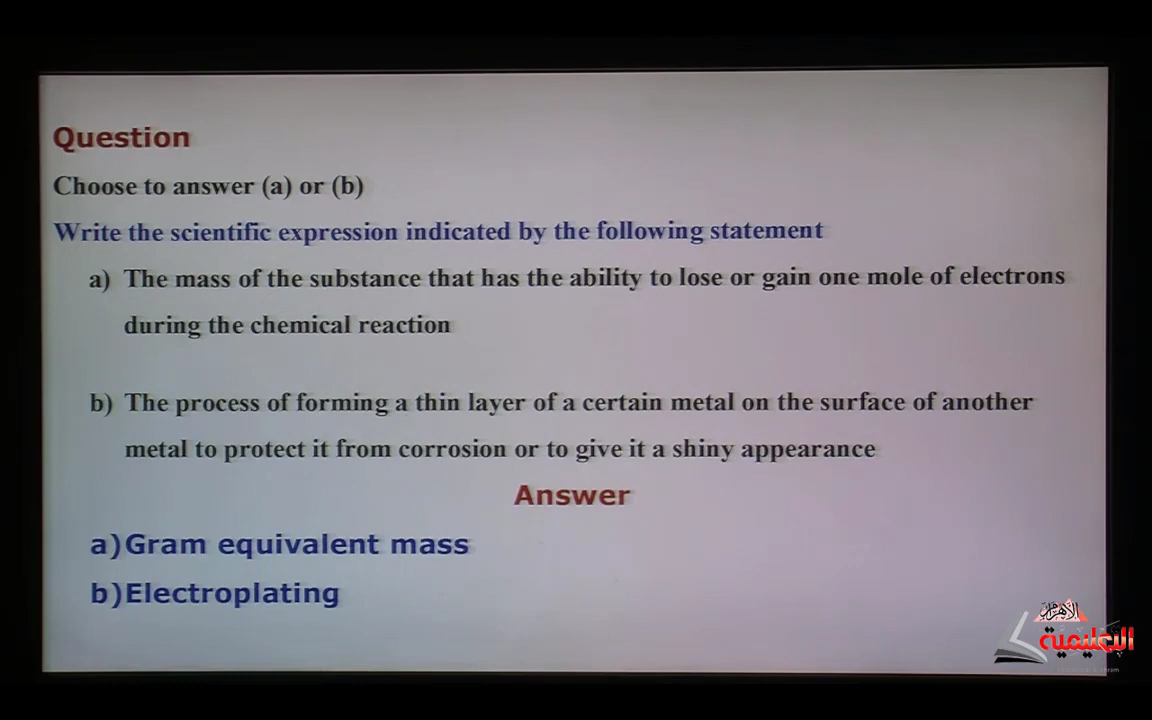 Question
Choose to answer (a) or (b)
Write the scientific expression indicated by the following statement
a) The mass of the substance that has the ability to lose or gain one mole of electrons
during the chemical reaction
b) The process of forming a thin layer of a certain metal on the surface of another
metal to protect it from corrosion or to give it a shiny appearance
Answer
a)Gram equivalent mass
b)Electroplating
الأهرام
التعليمية